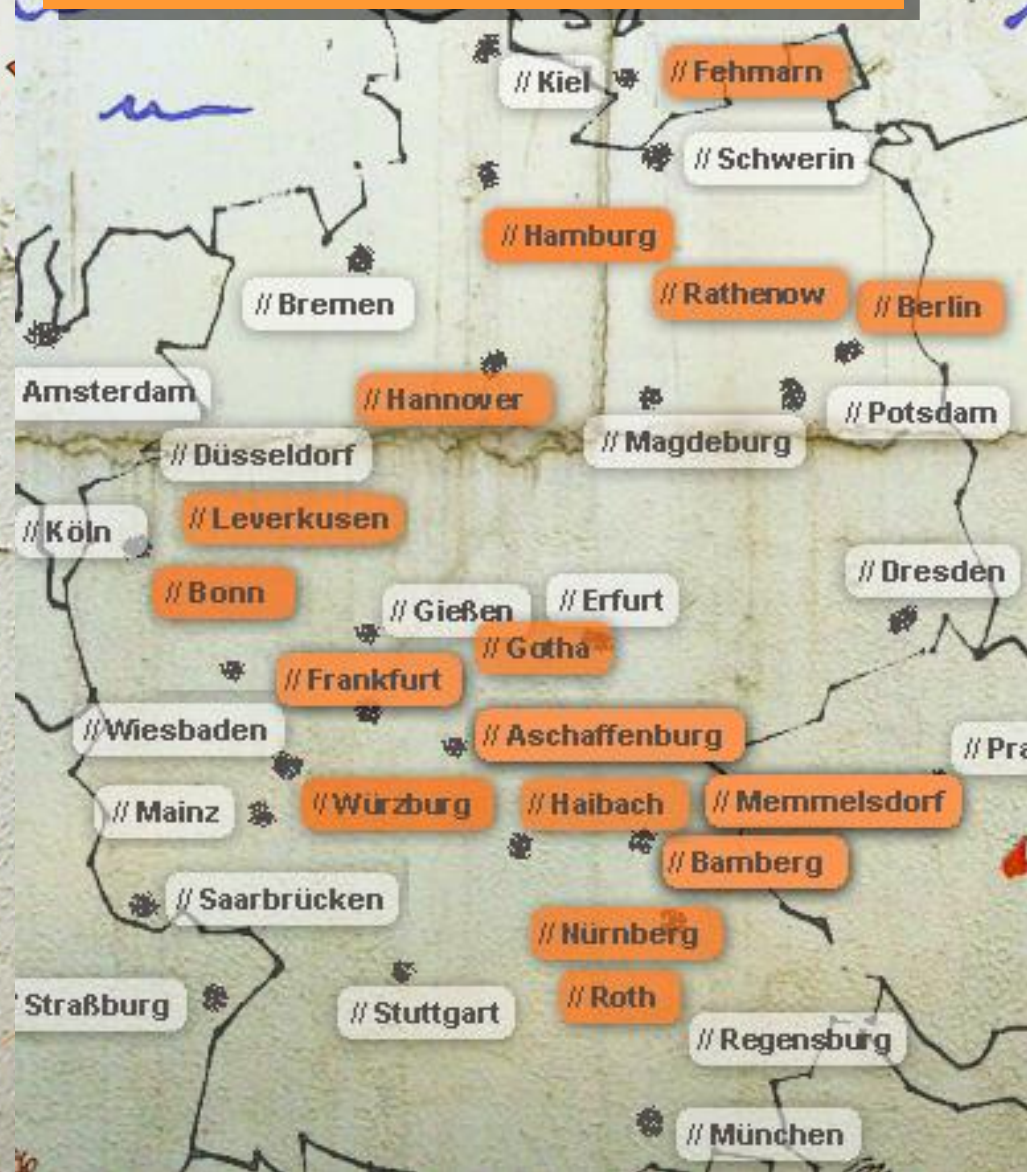 // Kiel
// Fehmarn
// Schwerin
// Hamburg
// Bremen
// Rathenow
// Berlin
Amsterdam
// Hannover
// Potsdam
// Magdeburg
// Düsseldorf
// Leverkusen
// Köln
// Dresden
// Bonn
// Gießen
// Erfurt
// Gotha
// Frankfurt
// Wiesbaden
// Aschaffenburg
// Mainz
// Würzburg
// Haibach
// Memmelsdorf
// Bamberg
// Saarbrücken
// Nürnberg
Straßburg
// Stuttgart
// Roth
// Regensburg
// München